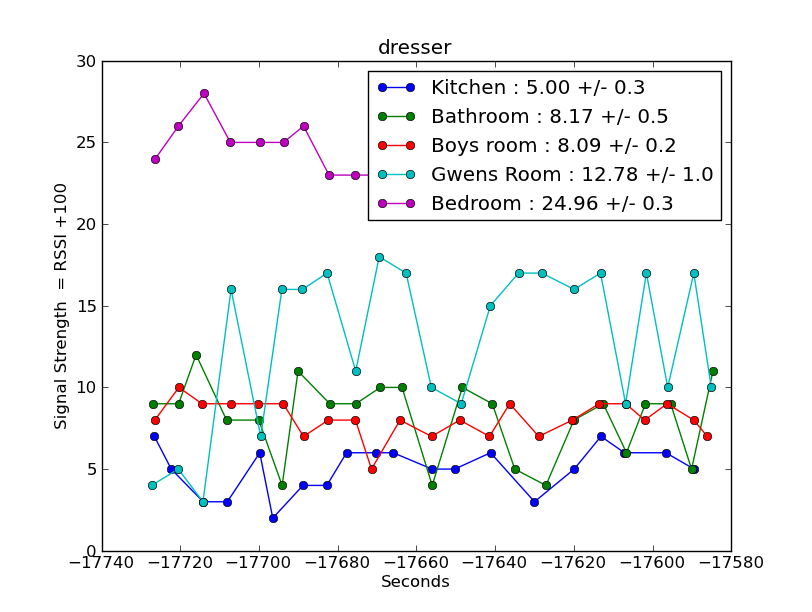 dresser
30
25
20
15
10
5
0
Signal Strength = RSSI +100
Kitchen : 5.00 +/- 0.3
Bathroom : 8.17 +/- 0.5
Boys room : 8.09 +/- 0.2
Gwens Room : 12.78 +/- 1.0
Bedroom : 24.96 +/- 0.3
−17740 −17720 −17700 −17680 −17660 −17640 −17620 −17600 −17580
Seconds